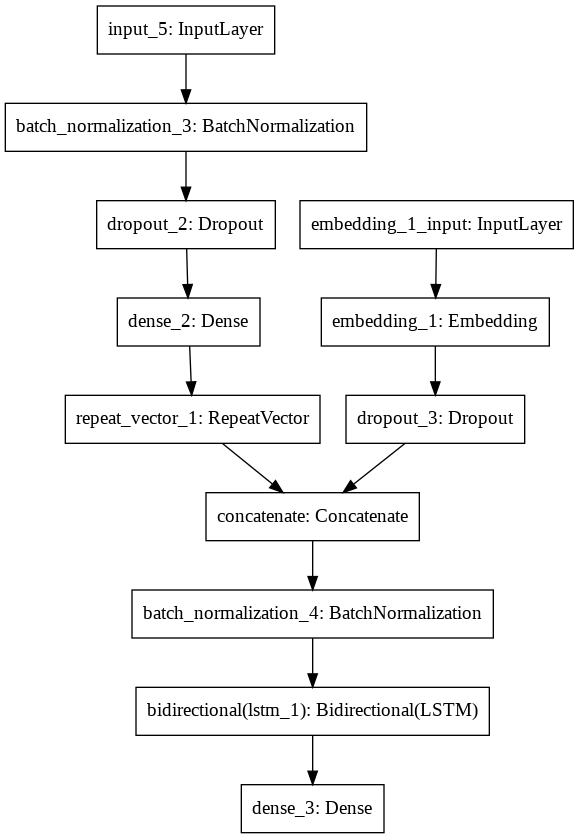 input_5: InputLayer
batch_normalization_3: BatchNormalization
dropout_2: Dropout
embedding_1_input: InputLayer
dense_2: Dense
embedding_1: Embedding
repeat_vector_1: RepeatVector
dropout_3: Dropout
concatenate: Concatenate
batch_normalization_4: BatchNormalization
bidirectional(lstm_1): Bidirectional(LSTM)
dense_3: Dense